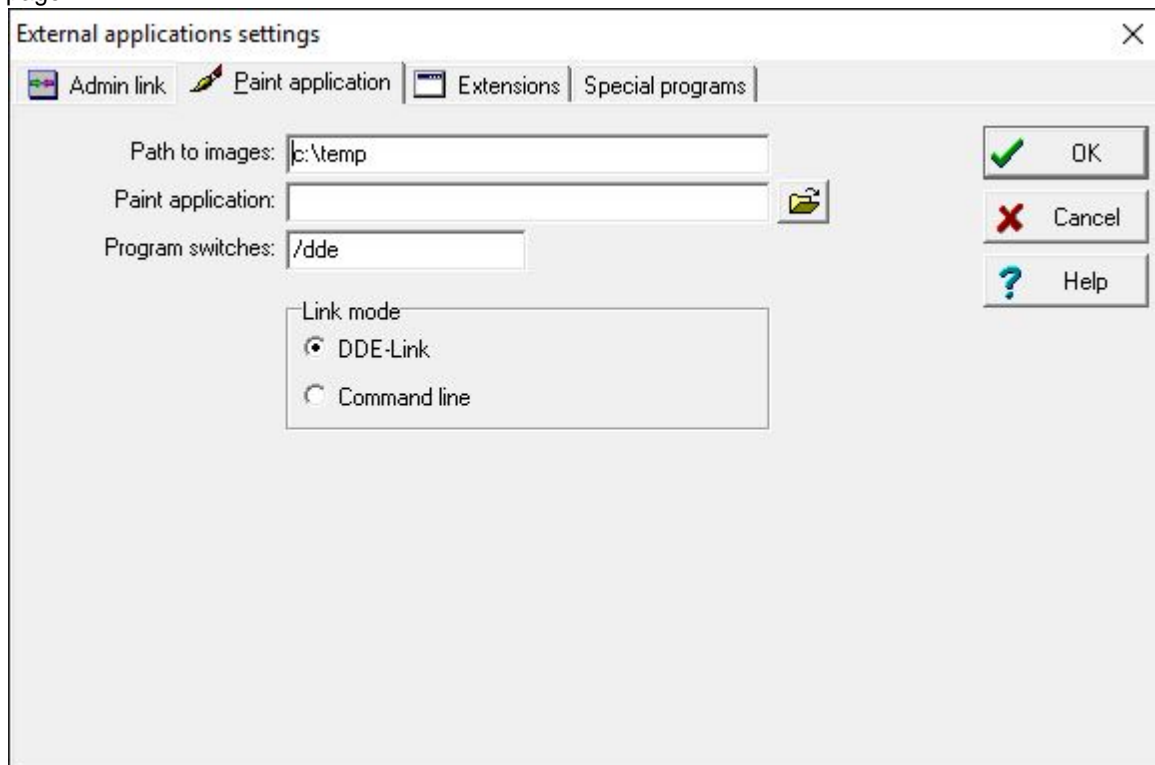 External applications settings
Admin link
Paint application
Extensions
Special programs
Path to images: c:\temp
OK
Paint application:
Cancel
Program switches: /dde
Help
Link mode
DDE-Link
Command line